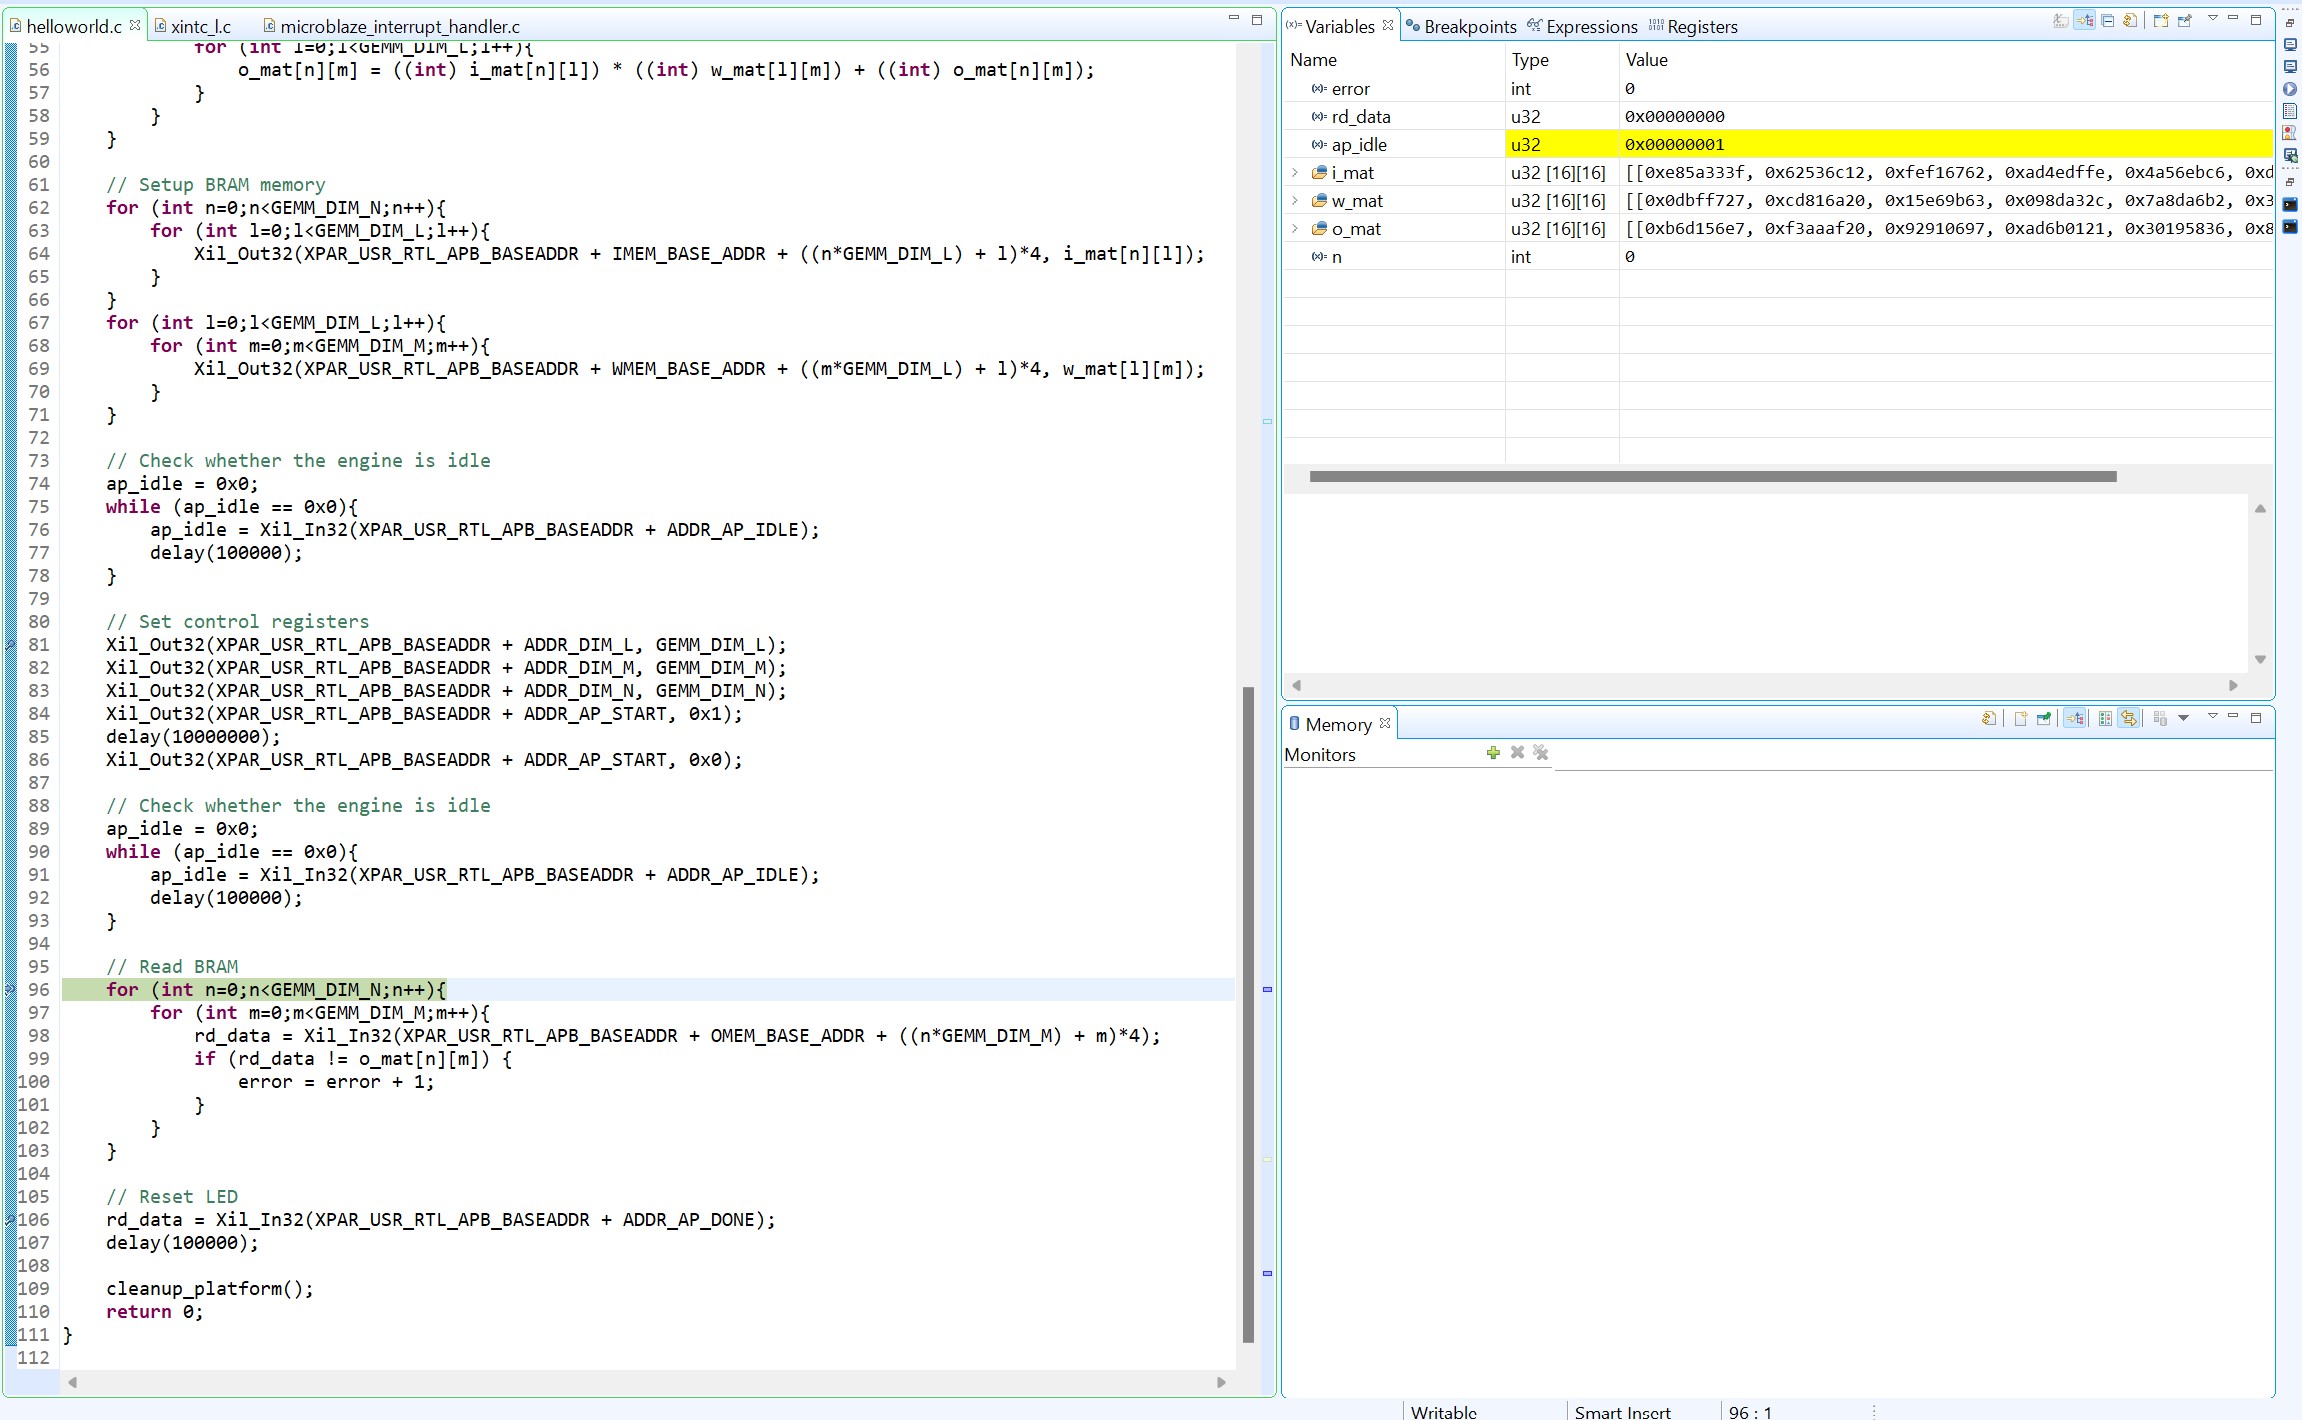 helloworld.c xintc_l.c microblaze_interrupt_handler.c
55 for (int l=0;l<GEMM_DIM_L;l++){
56 o_mat[n][m] = ((int) i_mat[n][l]) * ((int) w_mat[l][m]) + ((int) o_mat[n][m]);
57 }
58 }
59 }
60
61 // Setup BRAM memory
62 for (int n=0;n<GEMM_DIM_N;n++){
63 for (int l=0;l<GEMM_DIM_L;l++){
64 Xil_Out32(XPAR_USR_RTL_APB_BASEADDR + IMEM_BASE_ADDR + ((n*GEMM_DIM_L) + l)*4, i_mat[n][l]);
65 }
66 }
67 for (int l=0;l<GEMM_DIM_L;l++){
68 for (int m=0;m<GEMM_DIM_M;m++){
69 Xil_Out32(XPAR_USR_RTL_APB_BASEADDR + WMEM_BASE_ADDR + ((m*GEMM_DIM_L) + l)*4, w_mat[l][m]);
70 }
71 }
72
73 // Check whether the engine is idle
74 ap_idle = 0x0;
75 while (ap_idle == 0x0){
76 ap_idle = Xil_In32(XPAR_USR_RTL_APB_BASEADDR + ADDR_AP_IDLE);
77 delay(100000);
78 }
79
80 // Set control registers
81 Xil_Out32(XPAR_USR_RTL_APB_BASEADDR + ADDR_DIM_L, GEMM_DIM_L);
82 Xil_Out32(XPAR_USR_RTL_APB_BASEADDR + ADDR_DIM_M, GEMM_DIM_M);
83 Xil_Out32(XPAR_USR_RTL_APB_BASEADDR + ADDR_DIM_N, GEMM_DIM_N);
84 Xil_Out32(XPAR_USR_RTL_APB_BASEADDR + ADDR_AP_START, 0x1);
85 delay(10000000);
86 Xil_Out32(XPAR_USR_RTL_APB_BASEADDR + ADDR_AP_START, 0x0);
87
88 // Check whether the engine is idle
89 ap_idle = 0x0;
90 while (ap_idle == 0x0){
91 ap_idle = Xil_In32(XPAR_USR_RTL_APB_BASEADDR + ADDR_AP_IDLE);
92 delay(100000);
93 }
94
95 // Read BRAM
96 for (int n=0;n<GEMM_DIM_N;n++){
97 for (int m=0;m<GEMM_DIM_M;m++){
98 rd_data = Xil_In32(XPAR_USR_RTL_APB_BASEADDR + OMEM_BASE_ADDR + ((n*GEMM_DIM_M) + m)*4);
99 if (rd_data != o_mat[n][m]) {
100 error = error + 1;
101 }
102 }
103 }
104
105 // Reset LED
106 rd_data = Xil_In32(XPAR_USR_RTL_APB_BASEADDR + ADDR_AP_DONE);
107 delay(100000);
108
109 cleanup_platform();
110 return 0;
111 }
112
Variables Breakpoints Expressions Registers
Name Type Value
error int 0
rd_data u32 0x00000000
ap_idle u32 0x00000001
i_mat u32 [16][16] [[0xe85a333f, 0x62536c12, 0xfef16762, 0xad4edffe, 0x4a56ebc6, 0xd
w_mat u32 [16][16] [[0x0dbff727, 0xcd816a20, 0x15e69b63, 0x098da32c, 0x7a8da6b2, 0x3
o_mat u32 [16][16] [[0xb6d156e7, 0xf3aaaf20, 0x92910697, 0xad6b0121, 0x30195836, 0x8
n int 0
Memory
Monitors
Writable Smart Insert 96 : 1